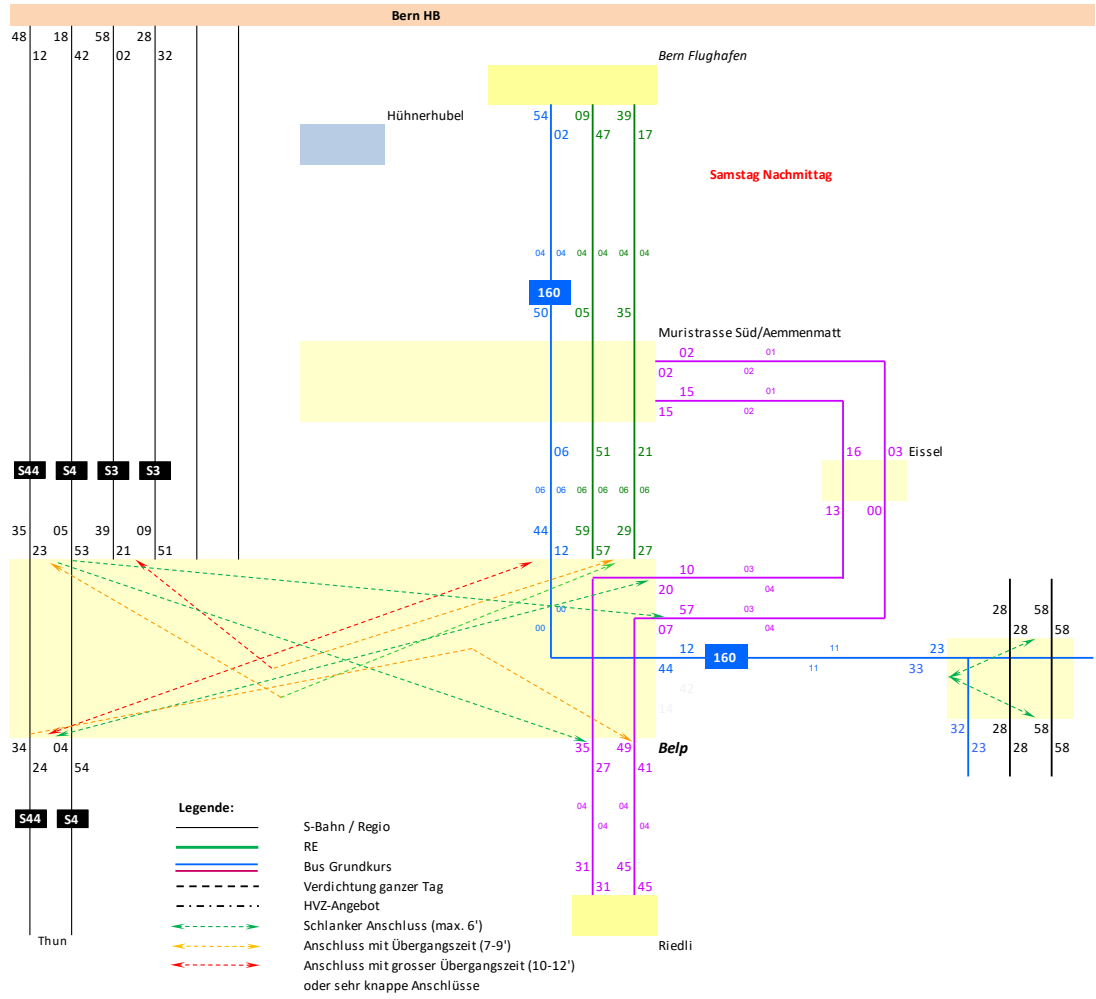 Bern HB
48 18 58 28
12 42 02 32
Bern Flughafen
Hühnerhubel
54 09 39
02 47 17
Samstag Nachmittag
04 04 04 04 04 04
160
50 05 35
Muristrasse Süd/Aemmenmatt
02 01
02 02
15 01
15 02
06 51 21
16 03 Eissel
S44 S4 S3 S3
06 06 06 06 06 06
13 00
35 05 39 09
23 53 21 51
44 59 29
12 57 27
10 03
20 04
57 03
07 04
00
00
28 58
28 58
12 160 11 23
44 11 33
42
14
32 28 58
23 28 58
34 04
24 54
35 49 Belp
27 41
04 04
04 04
S44 S4
31 45
31 45
Riedli
Thun
Legende:
S-Bahn / Regio
RE
Bus Grundkurs
Verdichtung ganzer Tag
HVZ-Angebot
Schlanker Anschluss (max. 6')
Anschluss mit Übergangszeit (7-9')
Anschluss mit grosser Übergangszeit (10-12')
oder sehr knappe Anschlüsse